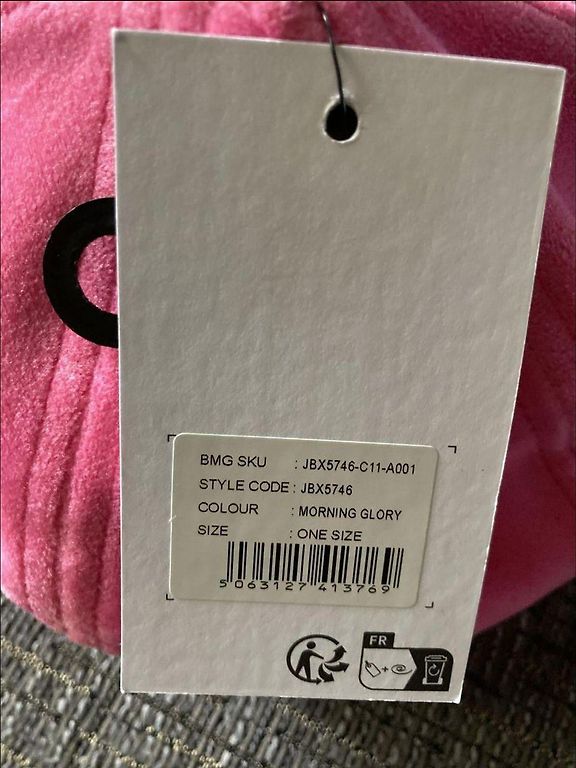 BMG SKU : JBX5746-C11-A001
STYLE CODE : JBX5746
COLOUR : MORNING GLORY
SIZE : ONE SIZE
5 063127 413769
FR